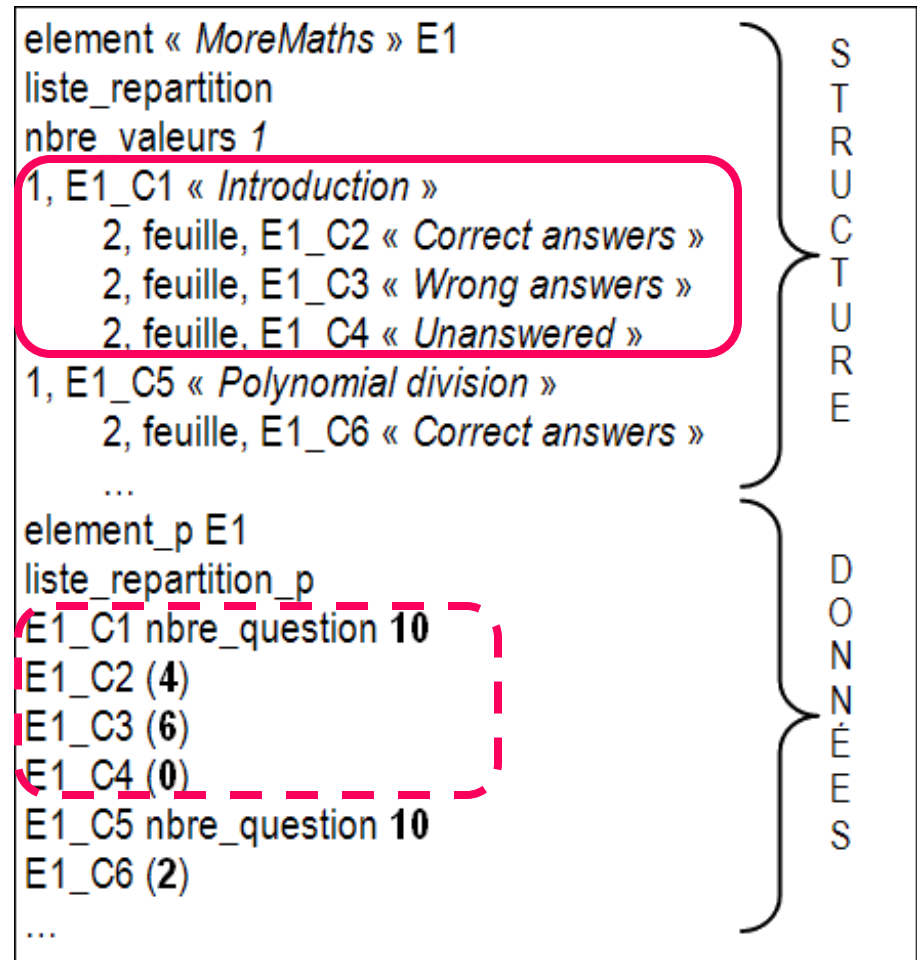 element « MoreMaths » E1
liste_repartition
nbre_valeurs 1
1, E1_C1 « Introduction »
2, feuille, E1_C2 « Correct answers »
2, feuille, E1_C3 « Wrong answers »
2, feuille, E1_C4 « Unanswered »
1, E1_C5 « Polynomial division »
2, feuille, E1_C6 « Correct answers »
...
STRUCTURE
element_p E1
liste_repartition_p
E1_C1 nbre_question 10
E1_C2 (4)
E1_C3 (6)
E1_C4 (0)
E1_C5 nbre_question 10
E1_C6 (2)
...
DONNÉES